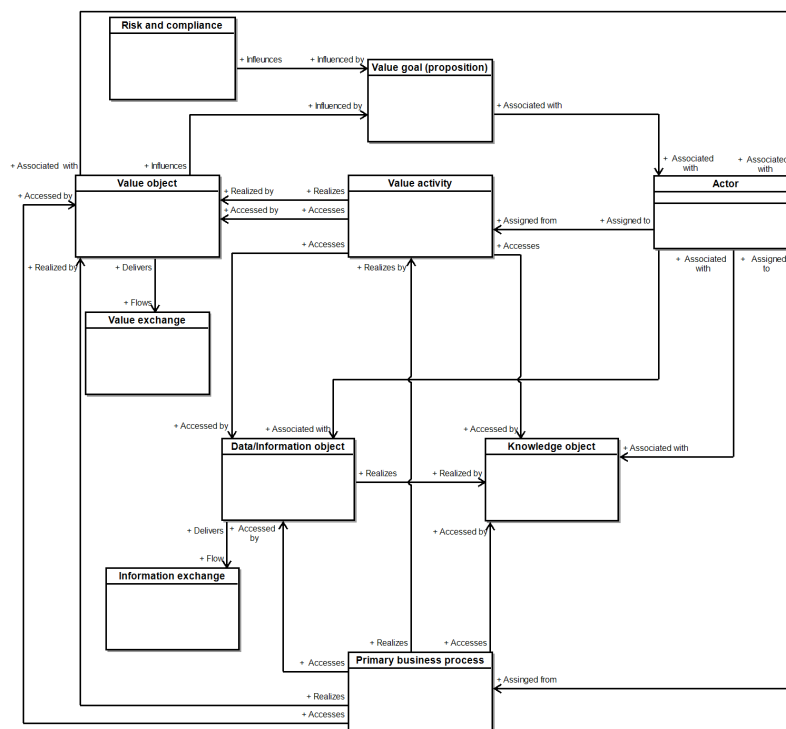 Risk and compliance
+ Infleunces
+ Influenced by
Value goal (proposition)
+ Influenced by
+ Associated with
+ Associated with
+ Influences
+ Associated
with
+ Associated
with
+ Accessed by
Value object
+ Realized by
+ Realizes
Value activity
Actor
+ Accessed by
+ Accesses
+ Assigned from
+ Assigned to
+ Accesses
+ Accesses
+ Realized by
+ Delivers
+ Realizes by
+ Associated
with
+ Assigned
to
+ Flows
Value exchange
+ Accessed by
+ Associated with
+ Accessed by
Data/Information object
Knowledge object
+ Associated with
+ Realizes
+ Realized by
+ Delivers
+ Accessed
by
+ Accessed by
+ Flow
Information exchange
+ Realizes
+ Accesses
Primary business process
+ Accesses
+ Assinged from
+ Realizes
+ Accesses